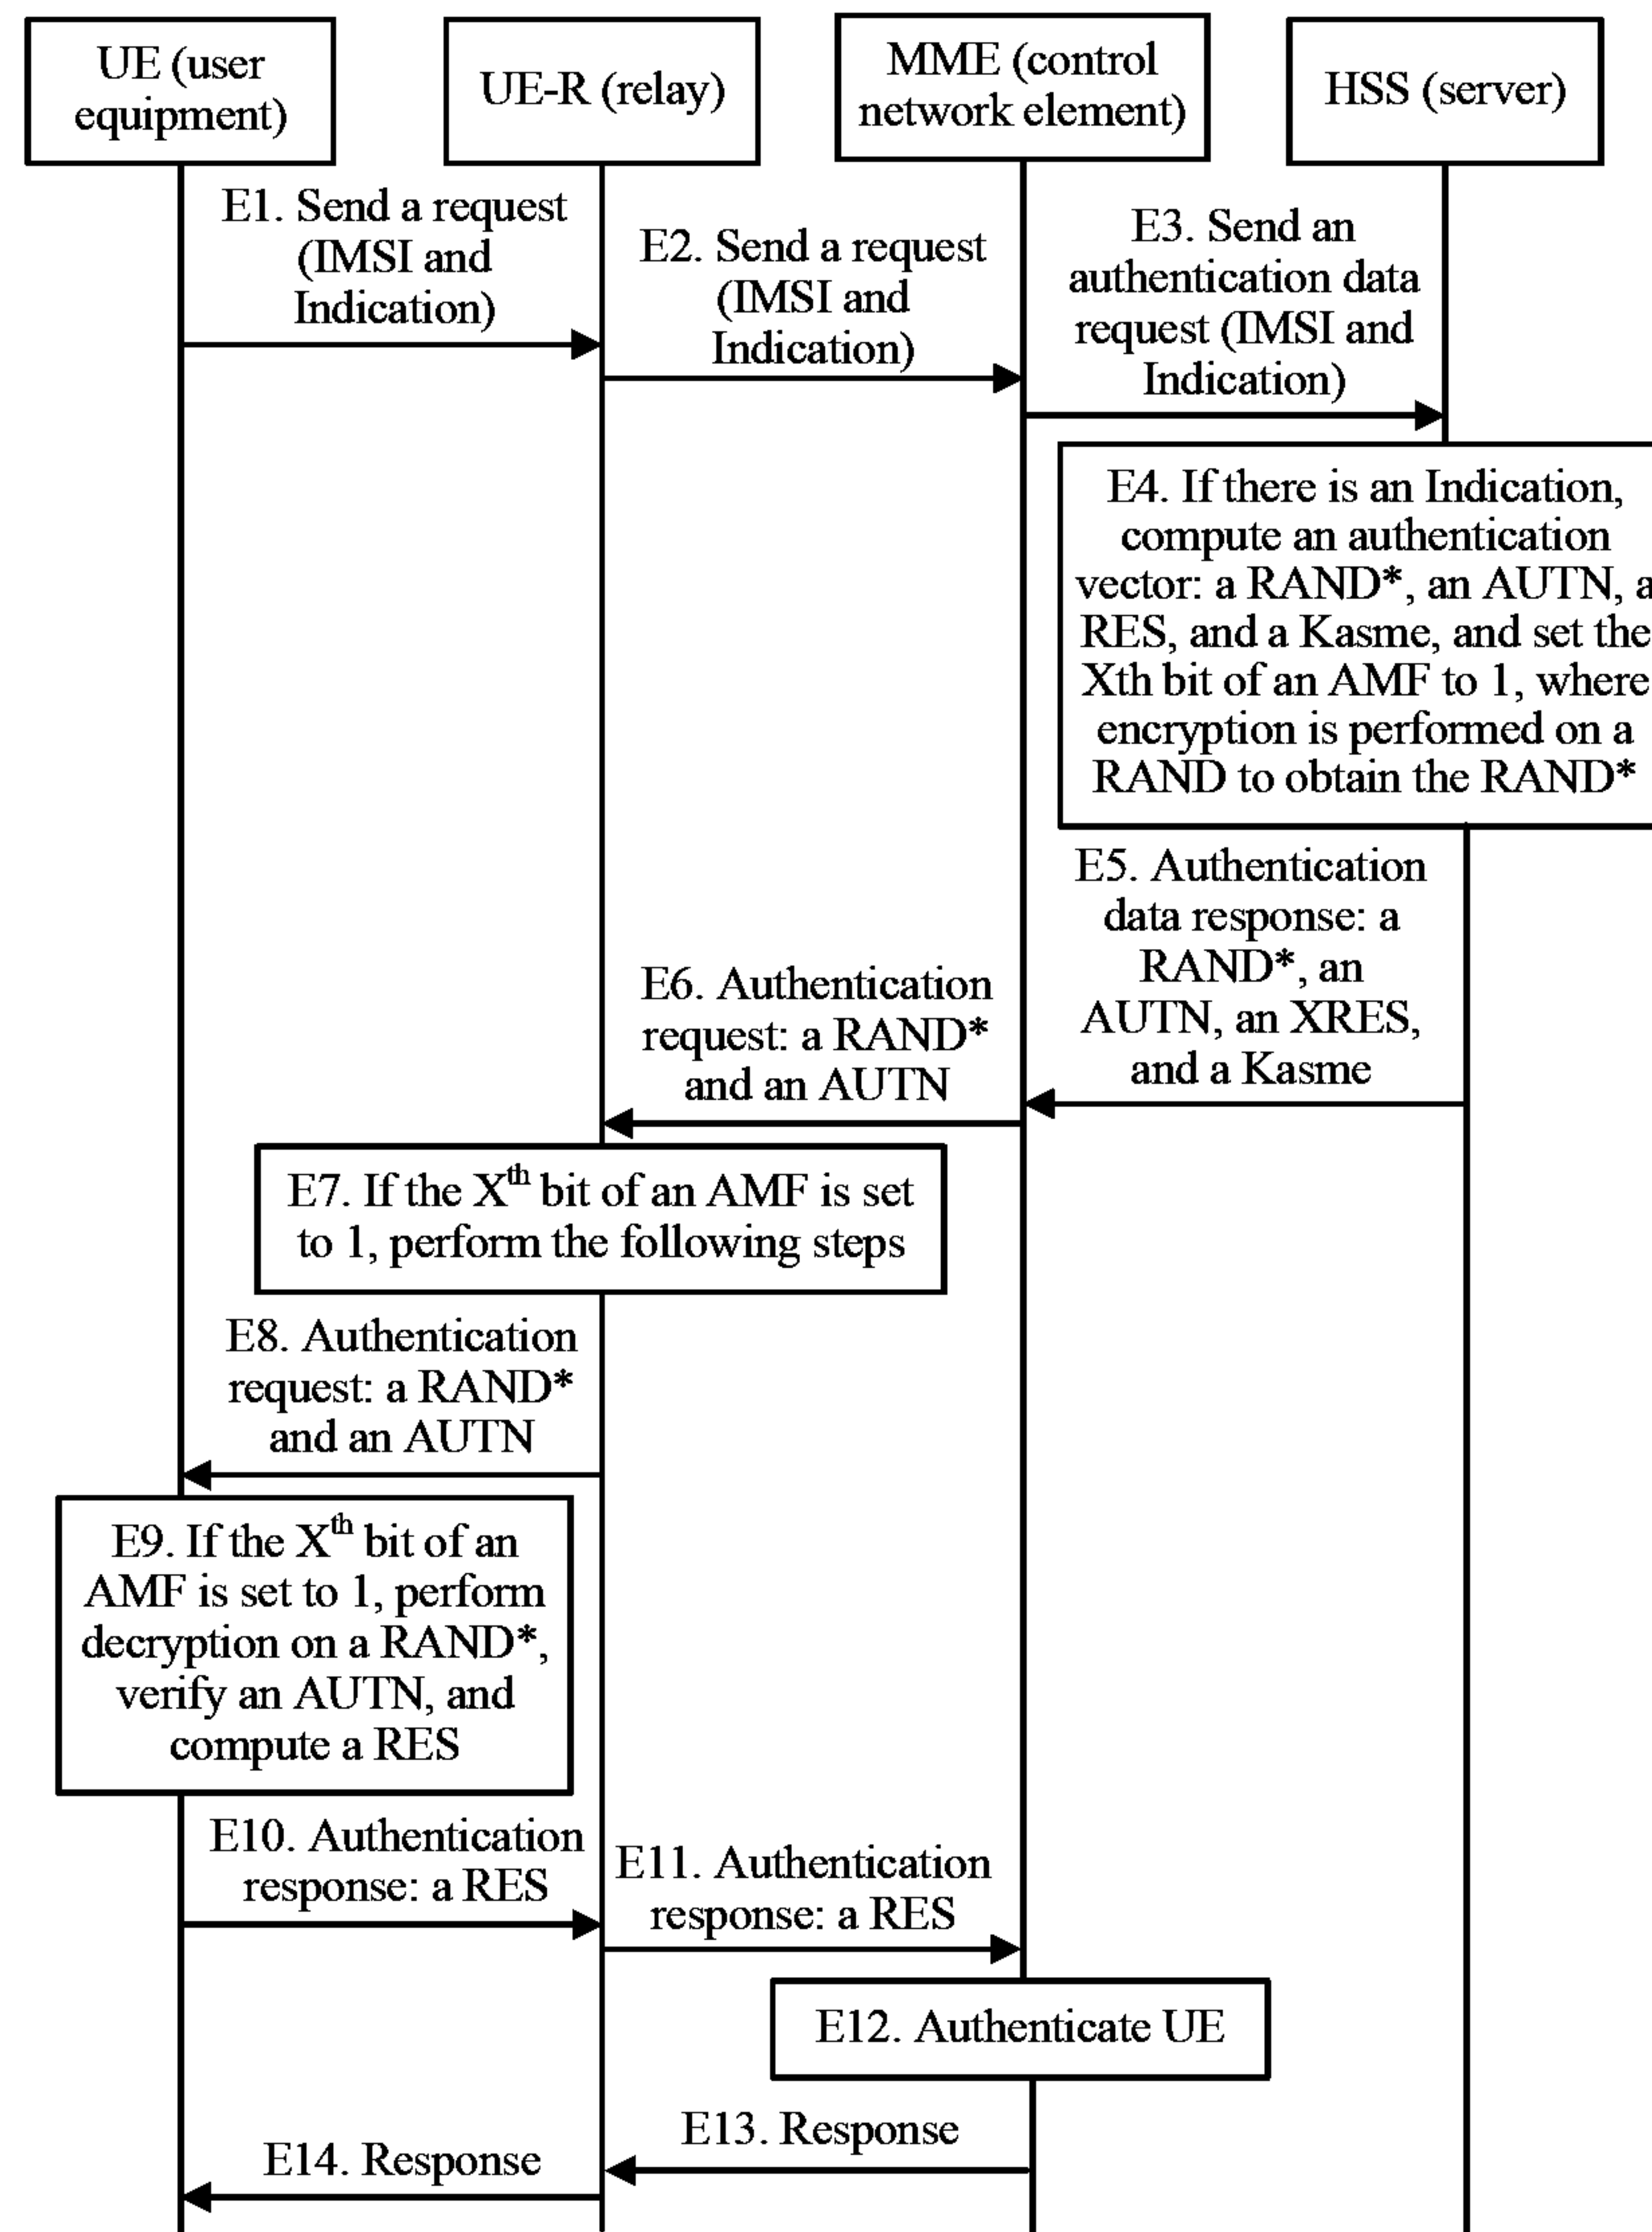 UE (user
equipment)
UE-R (relay)
MME (control
network element)
HSS (server)
E1. Send a request
(IMSI and
Indication)
E2. Send a request
(IMSI and
Indication)
E3. Send an
authentication data
request (IMSI and
Indication)
E4. If there is an Indication,
compute an authentication
vector: a RAND*, an AUTN, a
RES, and a Kasme, and set the
Xth bit of an AMF to 1, where
encryption is performed on a
RAND to obtain the RAND*
E5. Authentication
data response: a
RAND*, an
AUTN, an XRES,
and a Kasme
E6. Authentication
request: a RAND*
and an AUTN
E7. If the Xth bit of an AMF is set
to 1, perform the following steps
E8. Authentication
request: a RAND*
and an AUTN
E9. If the Xth bit of an
AMF is set to 1, perform
decryption on a RAND*,
verify an AUTN, and
compute a RES
E10. Authentication
response: a RES
E11. Authentication
response: a RES
E12. Authenticate UE
E13. Response
E14. Response